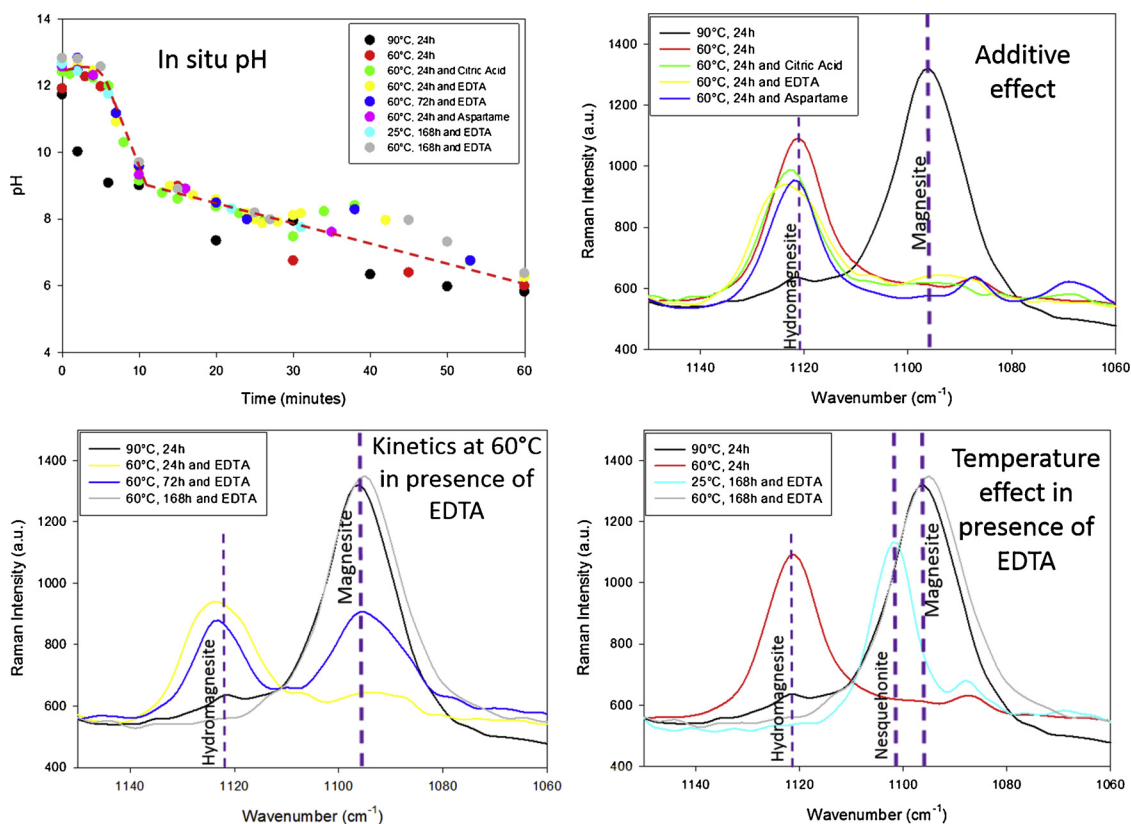 In situ pH
90°C, 24h
60°C, 24h
60°C, 24h and Citric Acid
60°C, 24h and EDTA
60°C, 72h and EDTA
60°C, 24h and Aspartame
25°C, 168h and EDTA
60°C, 168h and EDTA
14
12
10
8
6
4
pH
0
10
20
30
40
50
60
Time (minutes)
90°C, 24h
60°C, 24h
60°C, 24h and Citric Acid
60°C, 24h and EDTA
60°C, 24h and Aspartame
Additive
effect
Hydromagnesite
Magnesite
1400
1200
1000
800
600
400
Raman Intensity (a.u.)
1140
1120
1100
1080
1060
Wavenumber (cm⁻¹)
90°C, 24h
60°C, 24h and EDTA
60°C, 72h and EDTA
60°C, 168h and EDTA
Kinetics at 60°C
in presence of
EDTA
Hydromagnesite
Magnesite
1400
1200
1000
800
600
400
Raman Intensity (a.u.)
1140
1120
1100
1080
1060
Wavenumber (cm⁻¹)
90°C, 24h
60°C, 24h
25°C, 168h and EDTA
60°C, 168h and EDTA
Temperature
effect in
presence of
EDTA
Hydromagnesite
Nesquehonite
Magnesite
1400
1200
1000
800
600
400
Raman Intensity (a.u.)
1140
1120
1100
1080
1060
Wavenumber (cm⁻¹)